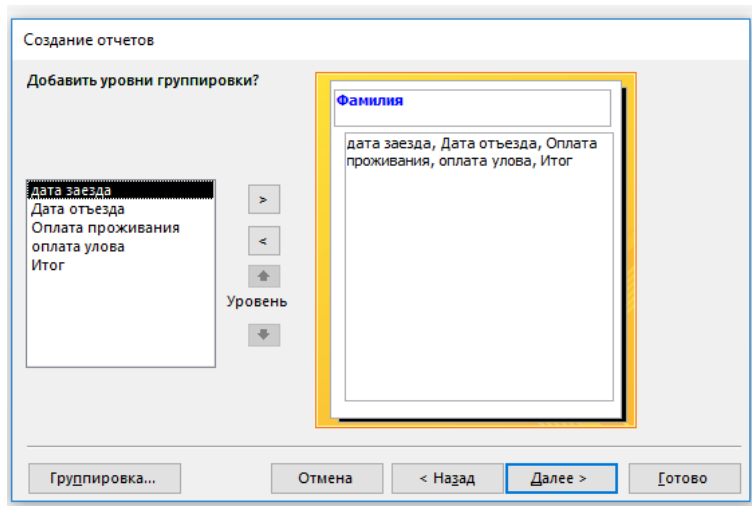 Создание отчетов
Добавить уровни группировки?
дата заезда
Дата отъезда
Оплата проживания
оплата улова
Итог
>
<
Уровень
Фамилия
дата заезда, Дата отъезда, Оплата
проживания, оплата улова, Итог
Группировка...
Отмена
< Назад
Далее >
Готово